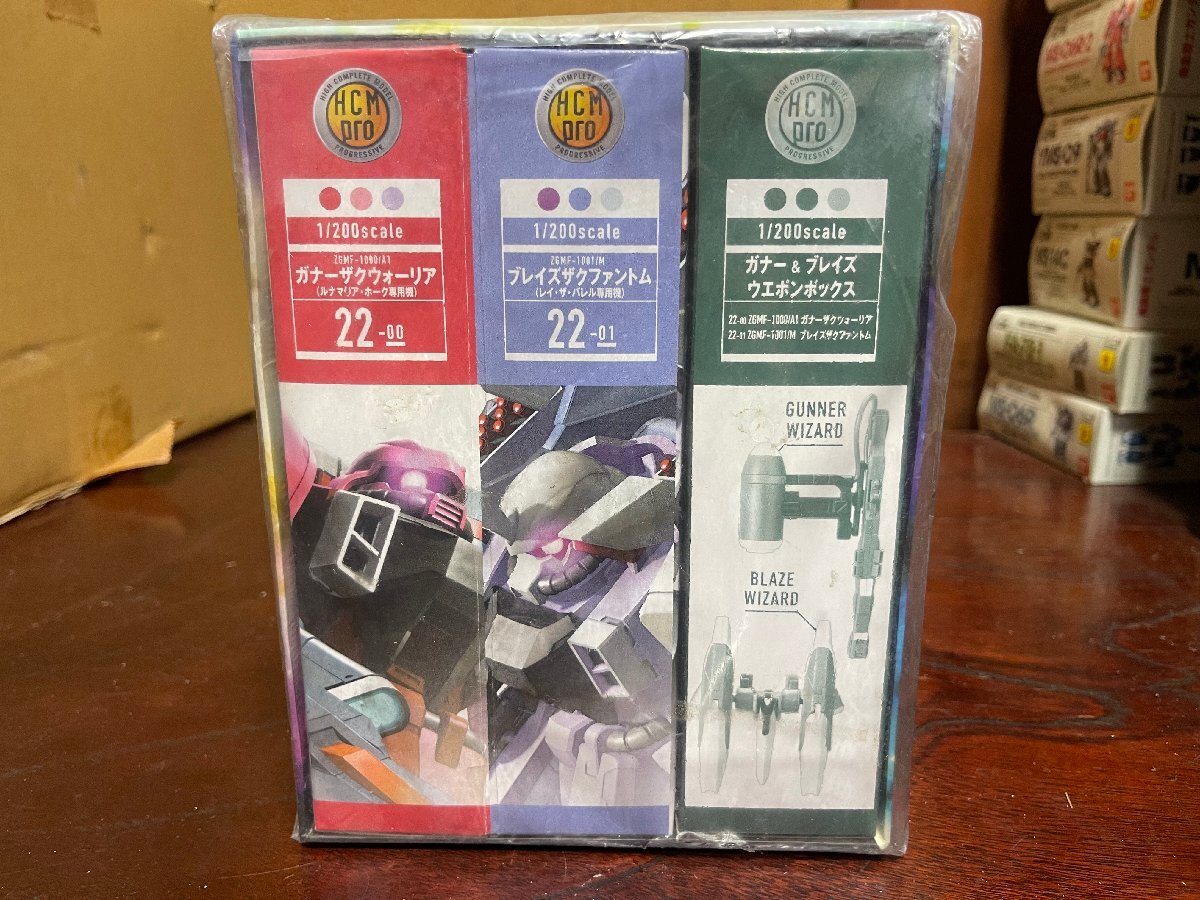 HIGH COMPLETE MODEL
HCM
pro
PROGRESSIVE
1/200scale
ZGMF-1000/A1
ガナーザクウォーリア
(ルナマリア・ホーク専用機)
22-00
HIGH COMPLETE MODEL
HCM
pro
PROGRESSIVE
1/200scale
ZGMF-1001/M
ブレイズザクファントム
(レイ・ザ・バレル専用機)
22-01
HIGH COMPLETE MODEL
HCM
pro
PROGRESSIVE
1/200scale
ガナー & ブレイズ
ウエポンボックス
22-00 ZGMF-1000/A1 ガナーザクウォーリア
22-01 ZGMF-1001/M ブレイズザクファントム
GUNNER
WIZARD
BLAZE
WIZARD